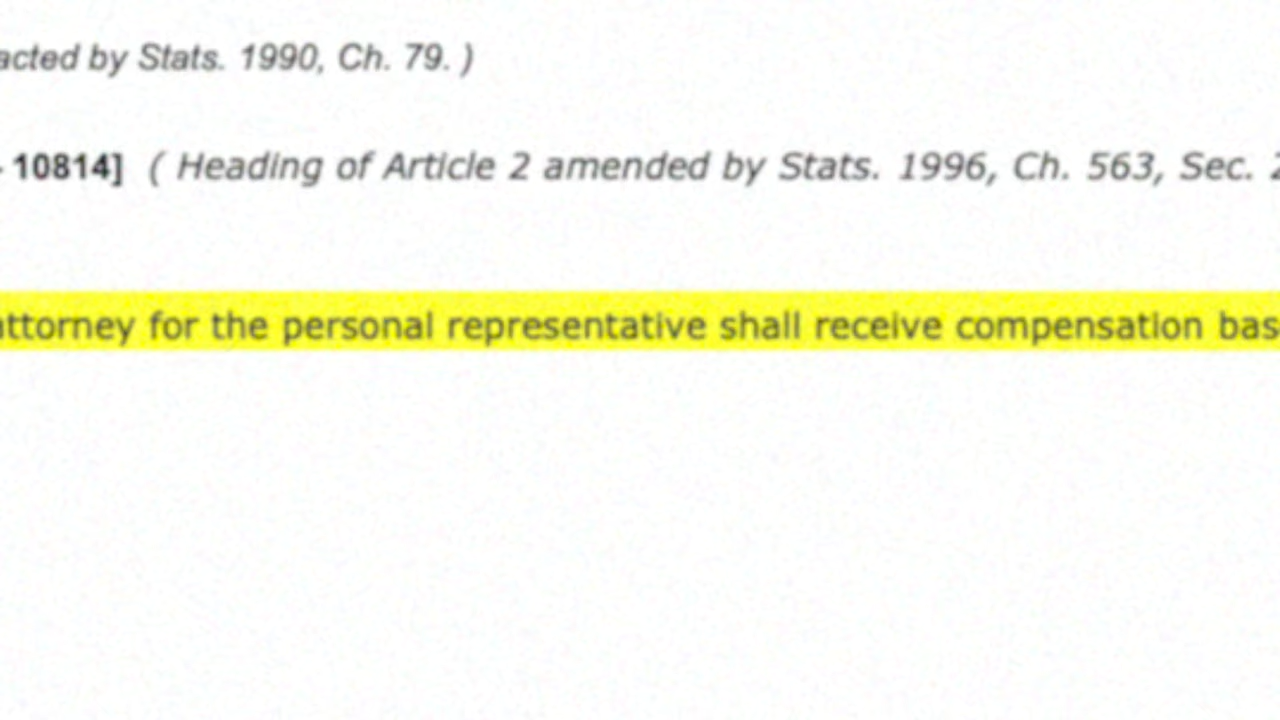 acted by Stats. 1990, Ch. 79. )
- 10814] ( Heading of Article 2 amended by Stats. 1996, Ch. 563, Sec. 2
attorney for the personal representative shall receive compensation bas